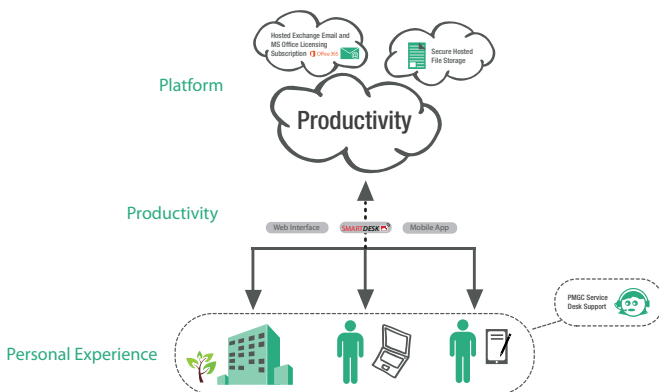 Hosted Exchange Email and
MS Office Licensing
Subscription Office 365
Secure Hosted
File Storage
Platform
Productivity
Productivity
Web Interface
SMARTDESK
Mobile App
PMGC Service
Desk Support
Personal Experience